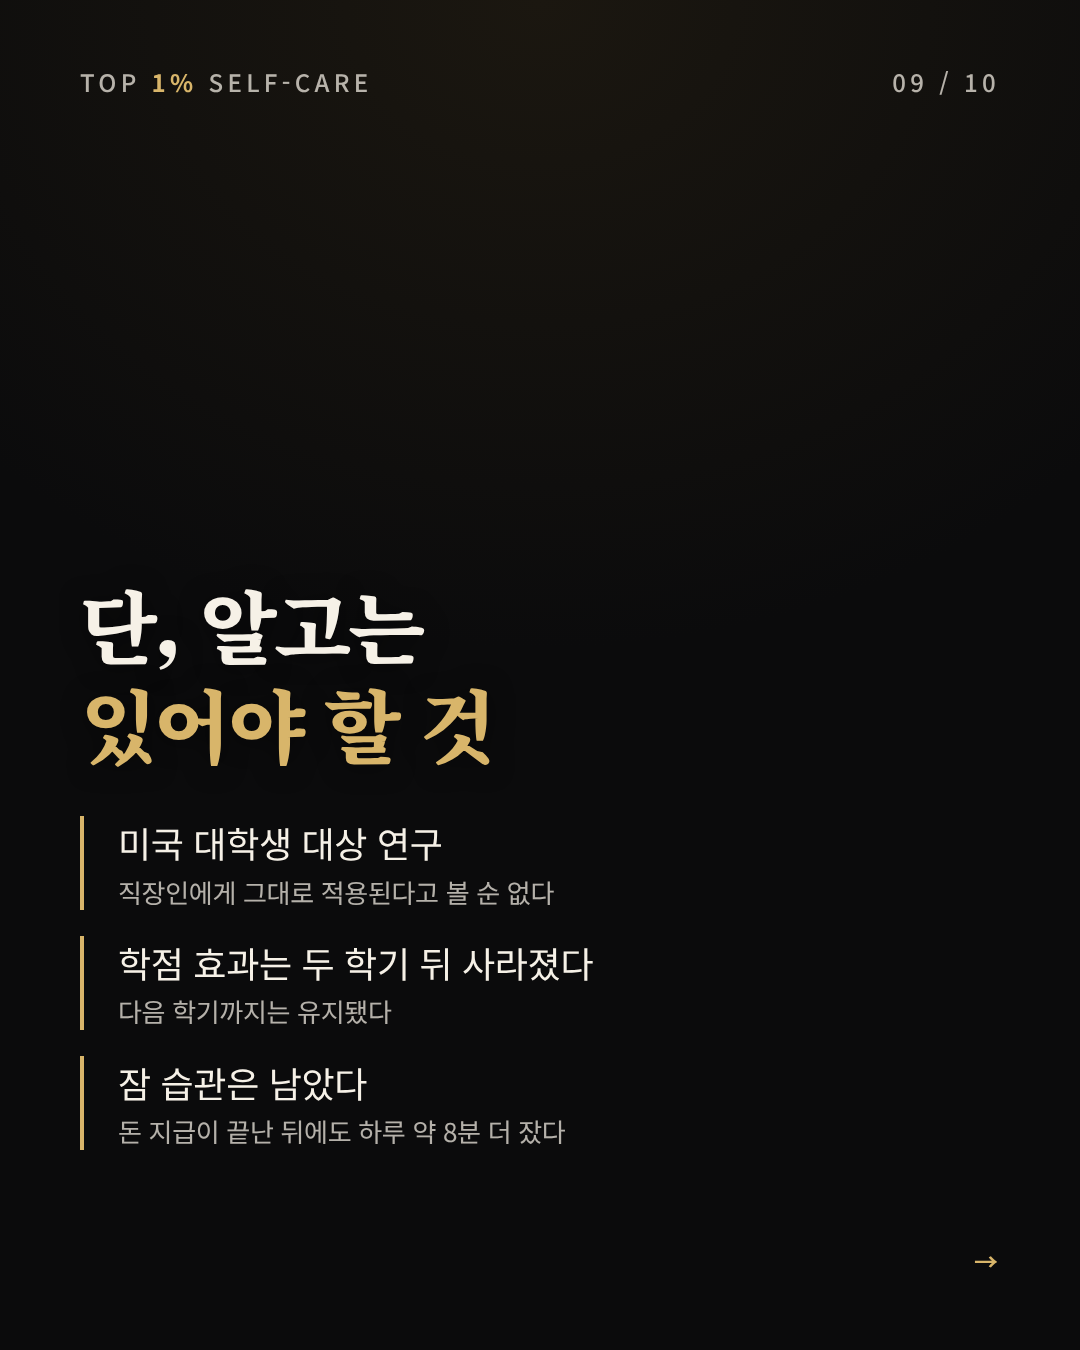 TOP 1% SELF-CARE
09 / 10
단, 알고는
있어야 할 것
미국 대학생 대상 연구
직장인에게 그대로 적용된다고 볼 순 없다
학점 효과는 두 학기 뒤 사라졌다
다음 학기까지는 유지됐다
잠 습관은 남았다
돈 지급이 끝난 뒤에도 하루 약 8분 더 잤다
→